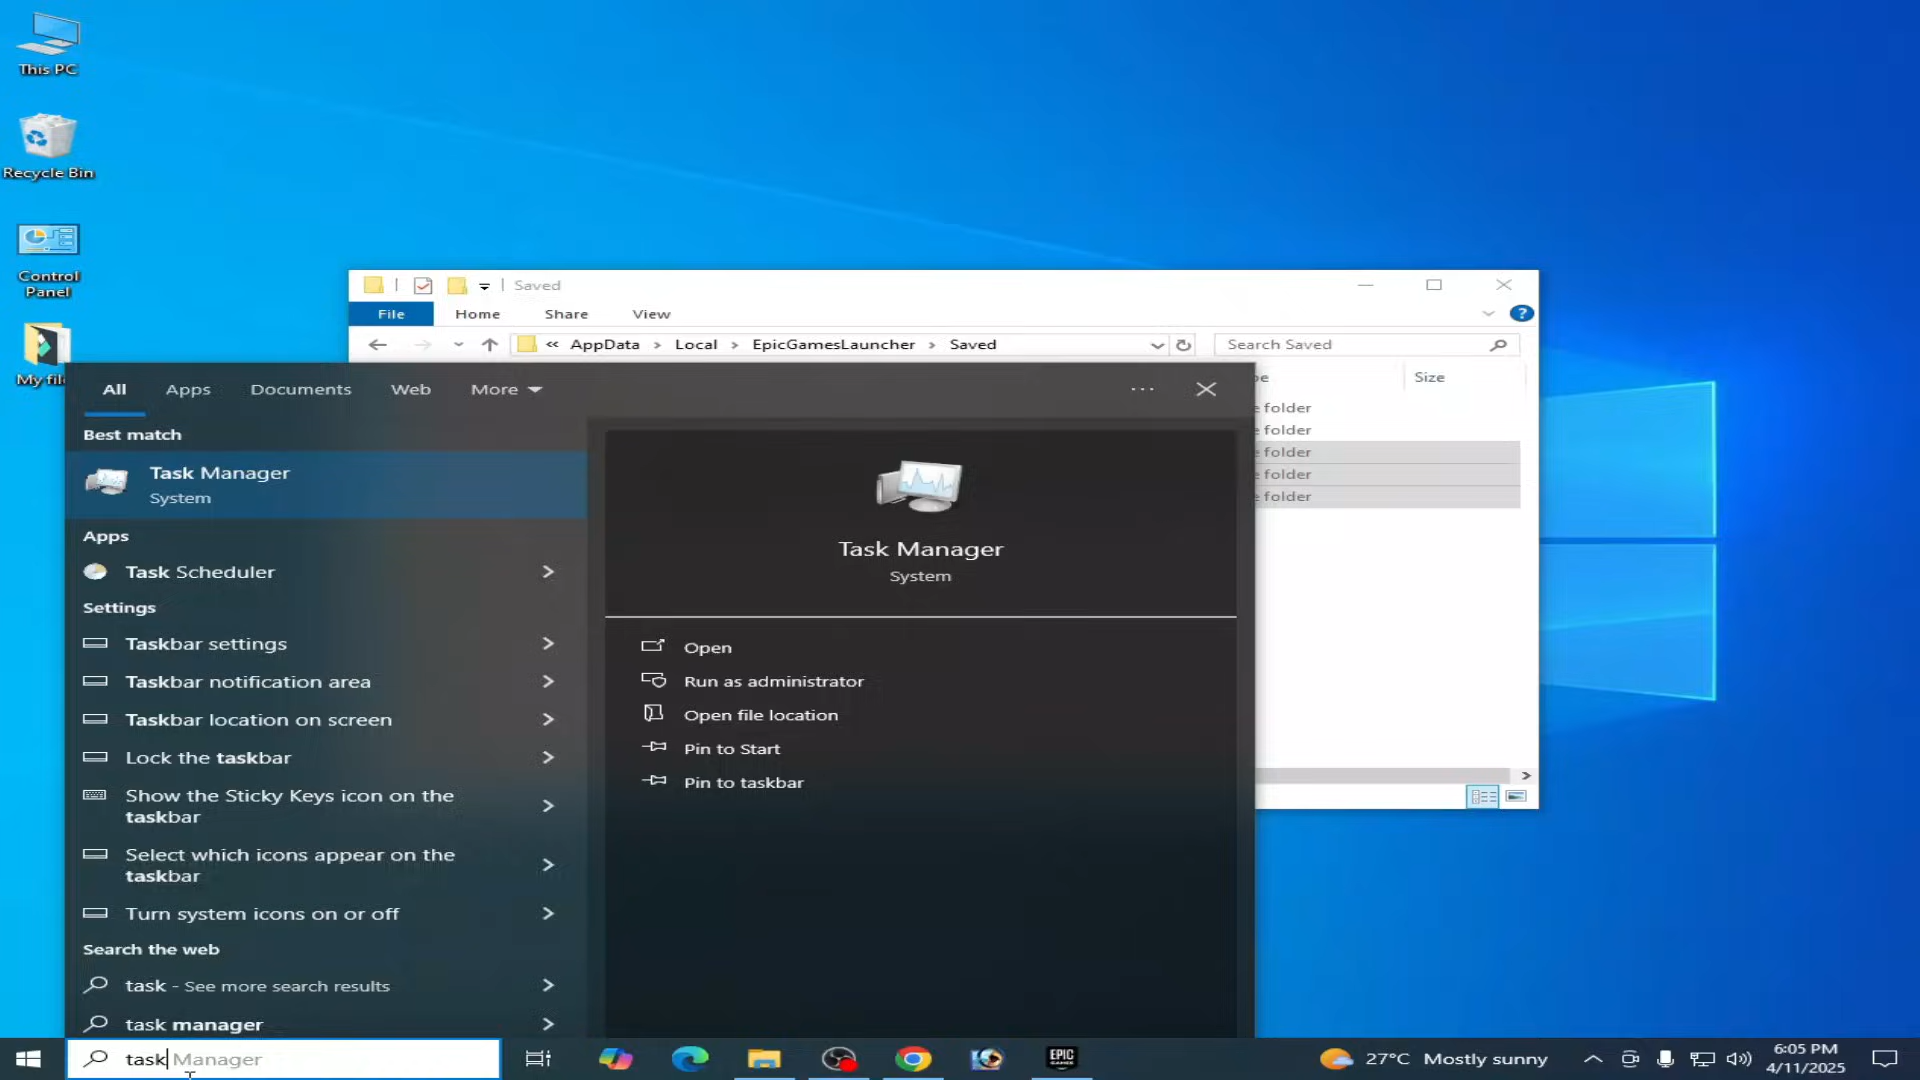 This PC
Recycle Bin
Control
Panel
My fil
Saved
File Home Share View
« AppData > Local > EpicGamesLauncher > Saved
Search Saved
Size
folder
folder
folder
folder
folder
All Apps Documents Web More
Best match
Task Manager
System
Apps
Task Scheduler
Settings
Taskbar settings
Taskbar notification area
Taskbar location on screen
Lock the taskbar
Show the Sticky Keys icon on the
taskbar
Select which icons appear on the
taskbar
Turn system icons on or off
Search the web
task - See more search results
task manager
Task Manager
System
Open
Run as administrator
Open file location
Pin to Start
Pin to taskbar
task Manager
EPIC
GAMES
27°C Mostly sunny
6:05 PM
4/11/2025